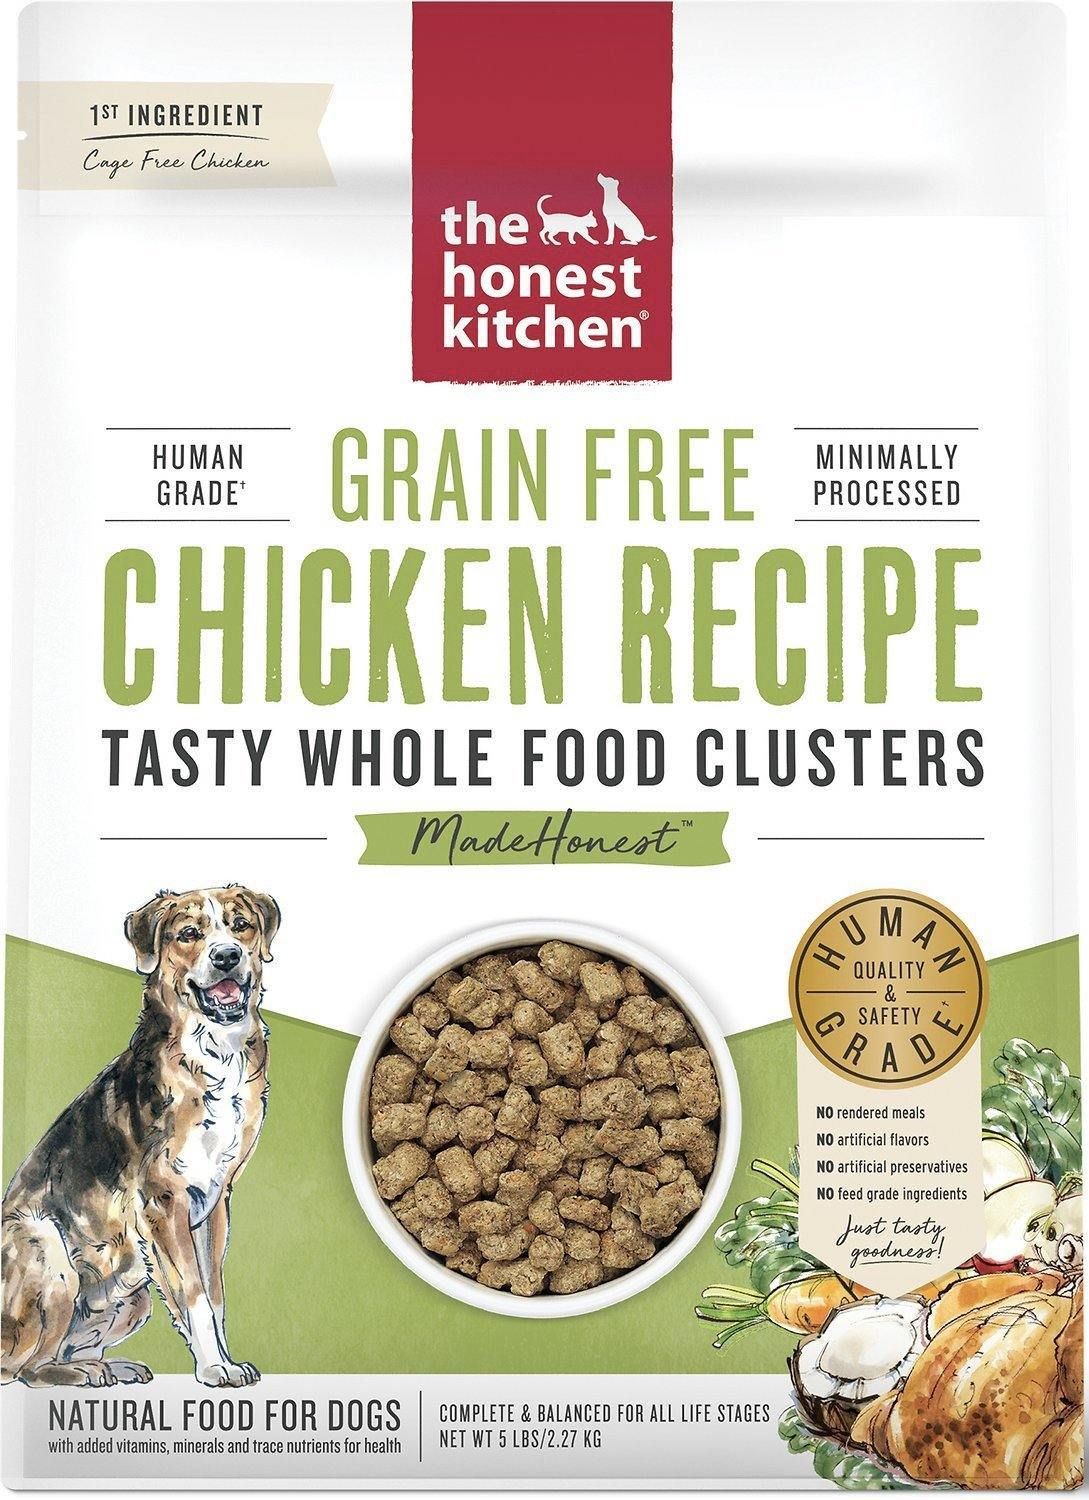 1ST INGREDIENT
Cage Free Chicken
the
honest
kitchen®
HUMAN
GRADE†
GRAIN FREE
MINIMALLY
PROCESSED
CHICKEN RECIPE
TASTY WHOLE FOOD CLUSTERS
MadeHonest™
HUMAN
QUALITY
&
SAFETY
GRADE†
NO rendered meals
NO artificial flavors
NO artificial preservatives
NO feed grade ingredients
Just tasty
goodness!
NATURAL FOOD FOR DOGS
with added vitamins, minerals and trace nutrients for health
COMPLETE & BALANCED FOR ALL LIFE STAGES
NET WT 5 LBS/2.27 KG